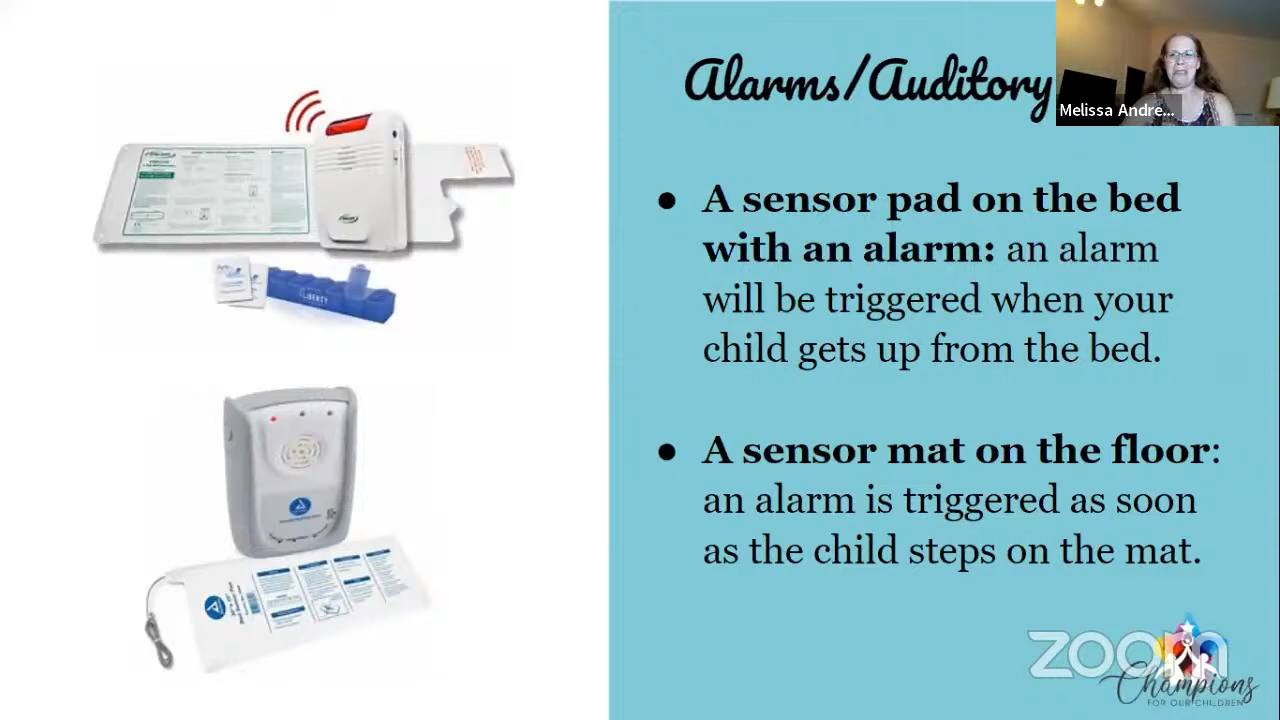 Alarms/Auditory
Melissa Andre...
● A sensor pad on the bed
with an alarm: an alarm
will be triggered when your
child gets up from the bed.
● A sensor mat on the floor:
an alarm is triggered as soon
as the child steps on the mat.
LIBERTY
zoom
Champions
FOR OUR CHILDREN